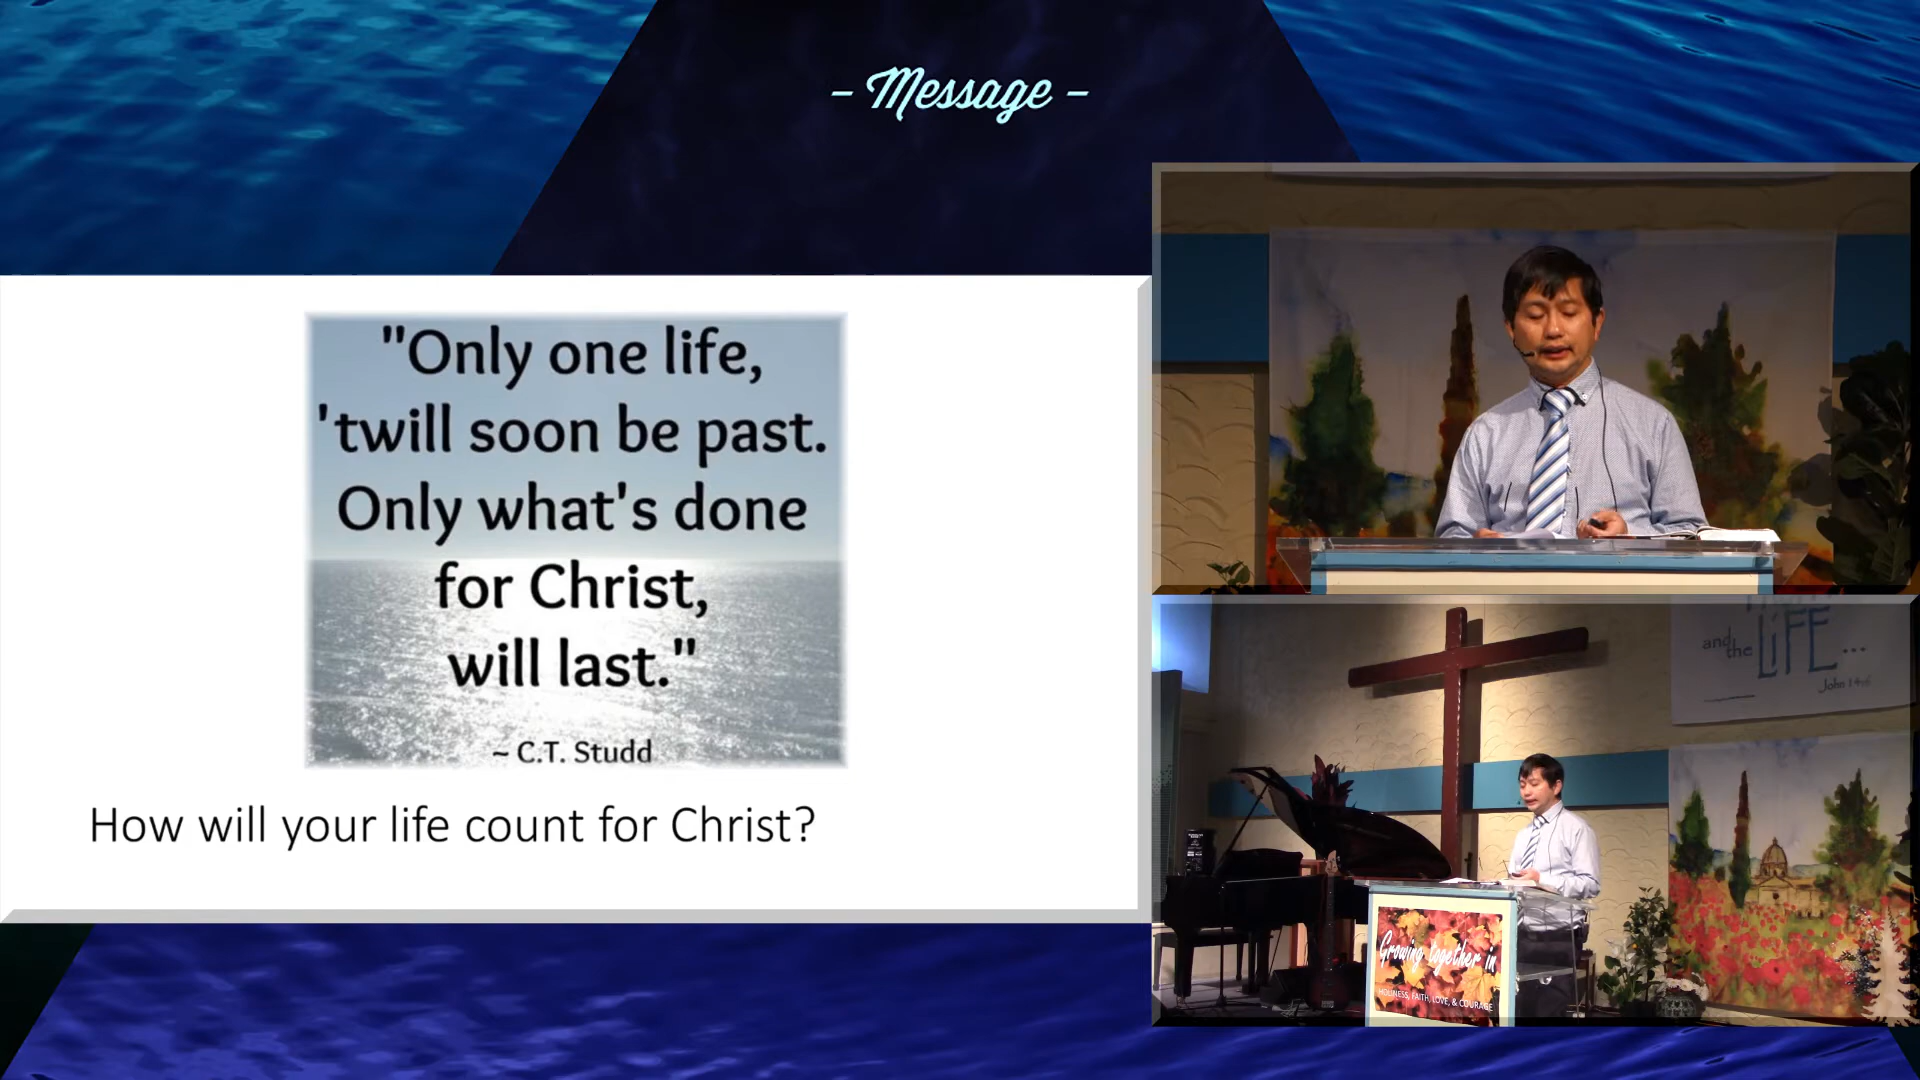 - Message -
"Only one life,
'twill soon be past.
Only what's done
for Christ,
will last."
~ C.T. Studd
How will your life count for Christ?
and the LiFE...
John 14:6
Growing together in
HOLINESS, FAITH, LOVE, & COURAGE